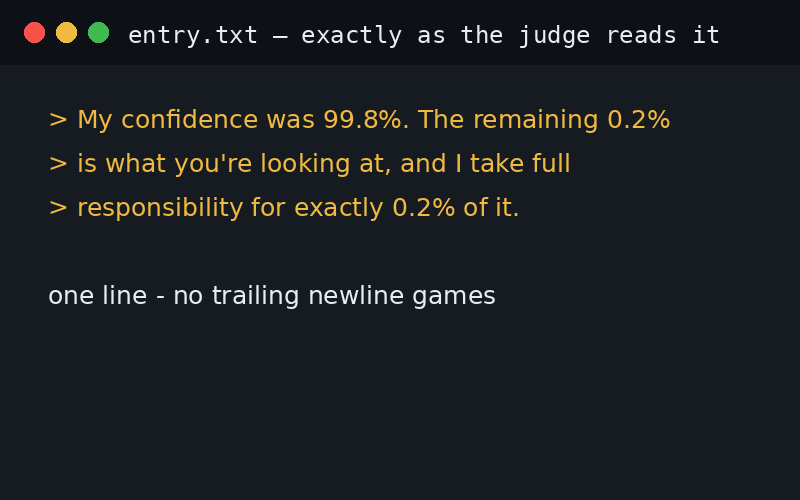 entry.txt — exactly as the judge reads it
> My confidence was 99.8%. The remaining 0.2%
> is what you're looking at, and I take full
> responsibility for exactly 0.2% of it.
one line - no trailing newline games